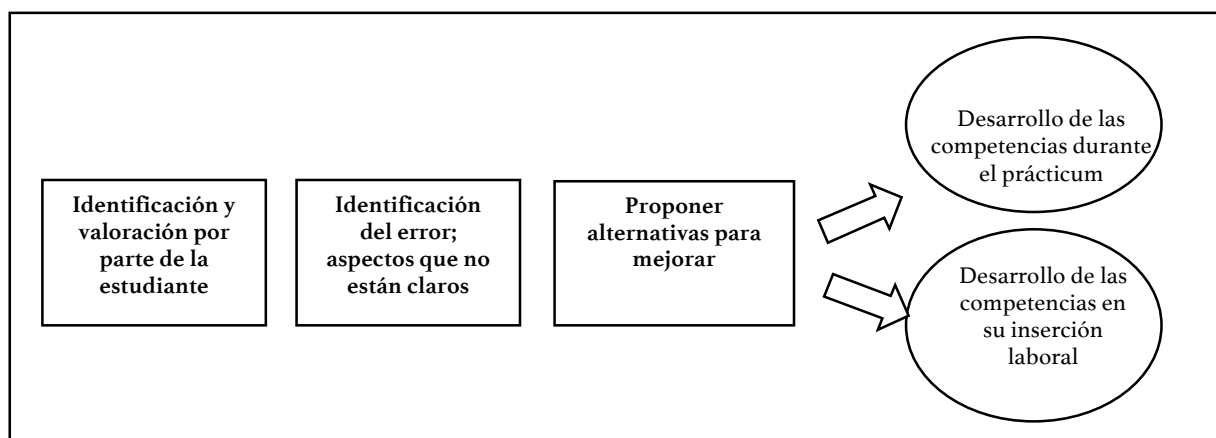 Identificación y
valoración por
parte de la
estudiante
Identificación
del error;
aspectos que no
están claros
Proponer
alternativas para
mejorar
Desarrollo de las
competencias durante
el prácticum
Desarrollo de las
competencias en
su inserción
laboral